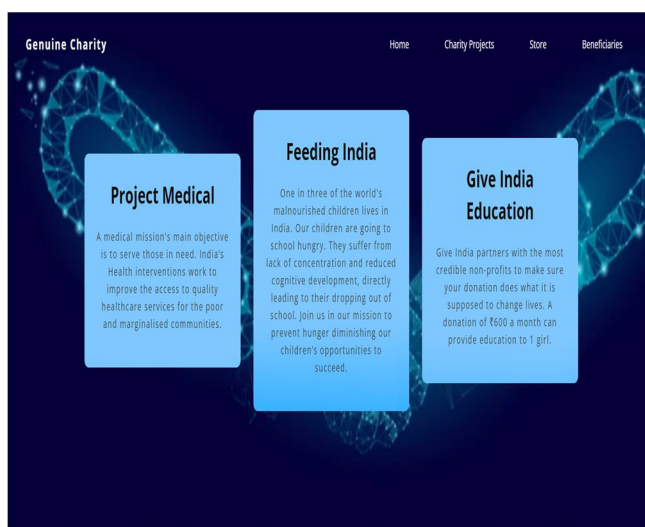 Genuine Charity
Home Charity Projects Store Beneficiaries
Project Medical
A medical mission's main objective
is to serve those in need. India's
Health interventions work to
improve the access to quality
healthcare services for the poor
and marginalised communities.
Feeding India
One in three of the world's
malnourished children lives in
India. Our children are going to
school hungry. They suffer from
lack of concentration and reduced
cognitive development, directly
leading to their dropping out of
school. Join us in our mission to
prevent hunger diminishing our
children's opportunities to
succeed.
Give India
Education
Give India partners with the most
credible non-profits to make sure
your donation does what it is
supposed to change lives. A
donation of ₹600 a month can
provide education to 1 girl.